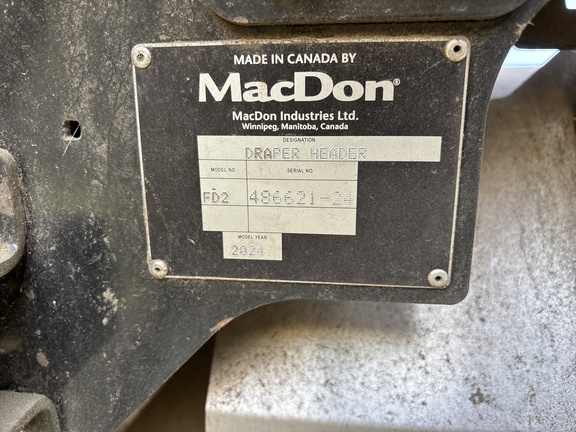 MADE IN CANADA BY
MacDon®
MacDon Industries Ltd.
Winnipeg, Manitoba, Canada
DESIGNATION
DRAPER HEADER
MODEL NO. SERIAL NO.
FD2 486621-24
MODEL YEAR
2024